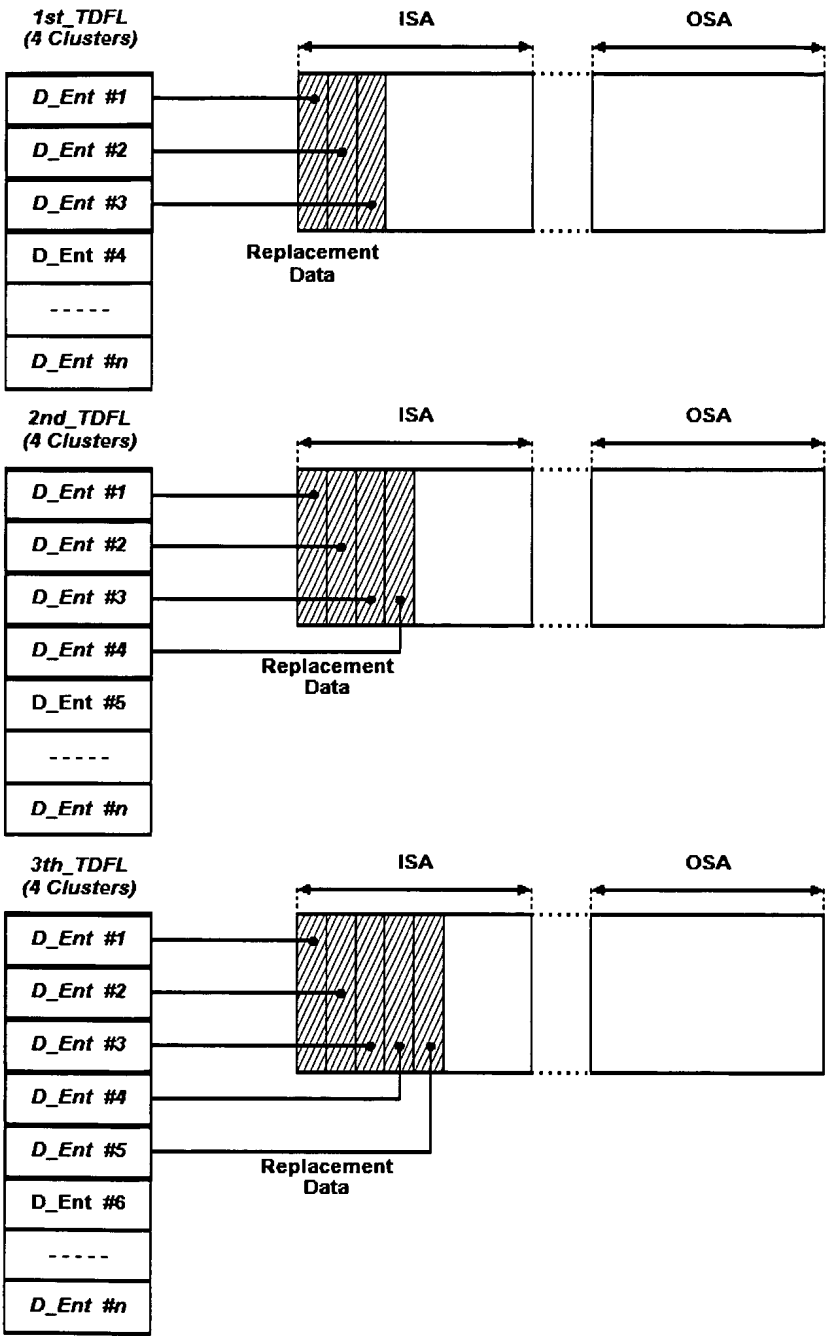 1st_TDFL
(4 Clusters)
ISA
OSA
D_Ent #1
D_Ent #2
D_Ent #3
D_Ent #4
- - - - -
D_Ent #n
Replacement
Data
2nd_TDFL
(4 Clusters)
ISA
OSA
D_Ent #1
D_Ent #2
D_Ent #3
D_Ent #4
D_Ent #5
- - - - -
D_Ent #n
Replacement
Data
3th_TDFL
(4 Clusters)
ISA
OSA
D_Ent #1
D_Ent #2
D_Ent #3
D_Ent #4
D_Ent #5
D_Ent #6
- - - - -
D_Ent #n
Replacement
Data